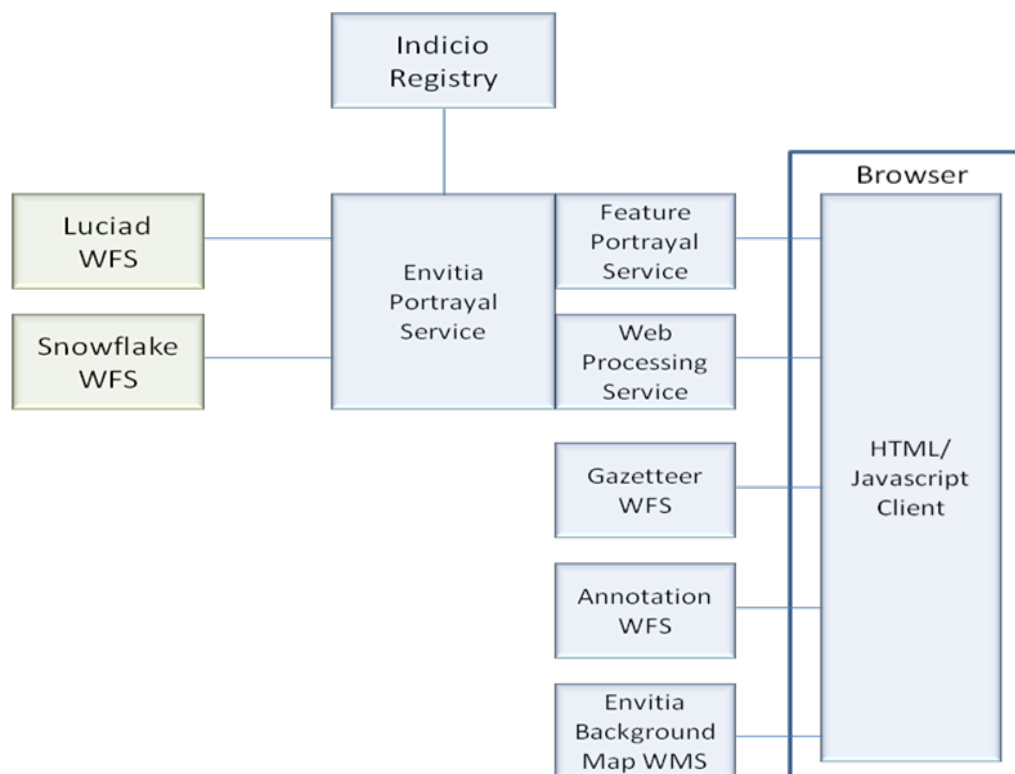 Indicio
Registry
Browser
Luciad
WFS
Snowflake
WFS
Envitia
Portrayal
Service
Feature
Portrayal
Service
Web
Processing
Service
Gazetteer
WFS
Annotation
WFS
Envitia
Background
Map WMS
HTML/
Javascript
Client